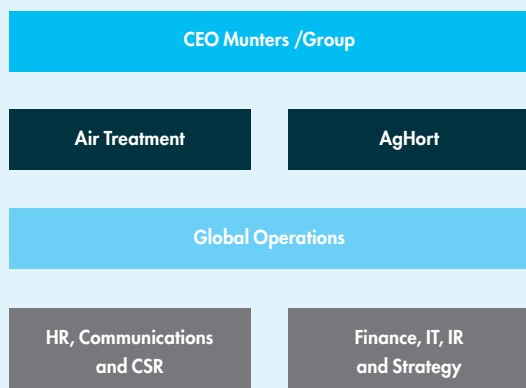 CEO Munters /Group
Air Treatment
AgHort
Global Operations
HR, Communications
and CSR
Finance, IT, IR
and Strategy